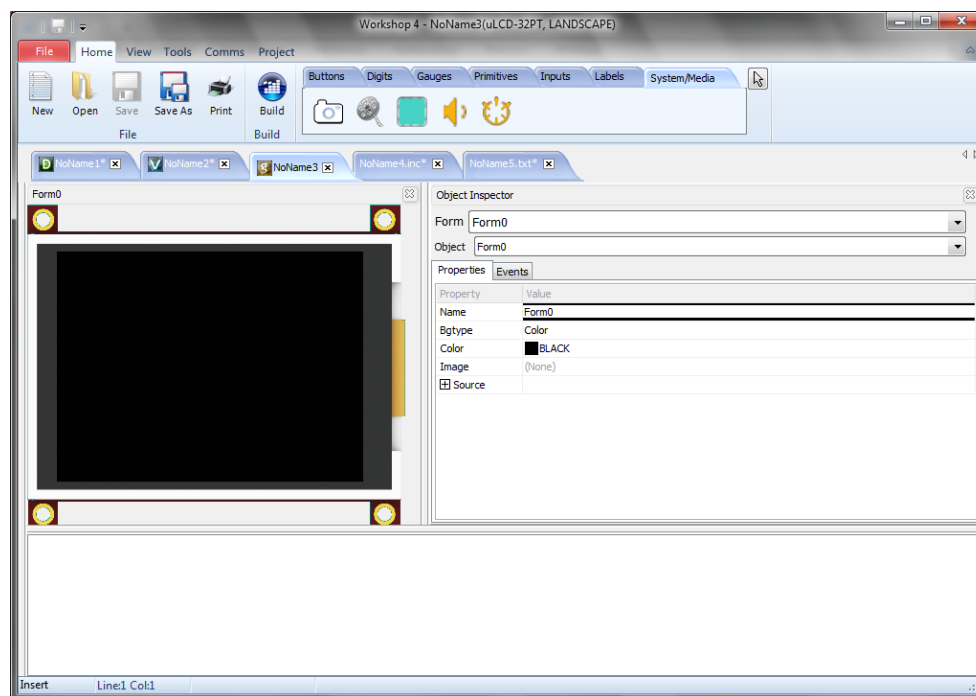 Workshop 4 - NoName3(uLCD-32PT, LANDSCAPE)
File Home View Tools Comms Project
Buttons Digits Gauges Primitives Inputs Labels System/Media
New Open Save Save As Print Build
File Build
NoName1* NoName2* NoName3 NoName4.inc* NoName5.txt*
Form0
Object Inspector
Form Form0
Object Form0
Properties Events
Property Value
Name Form0
Bgtype Color
Color BLACK
Image (None)
Source
Insert Line:1 Col:1